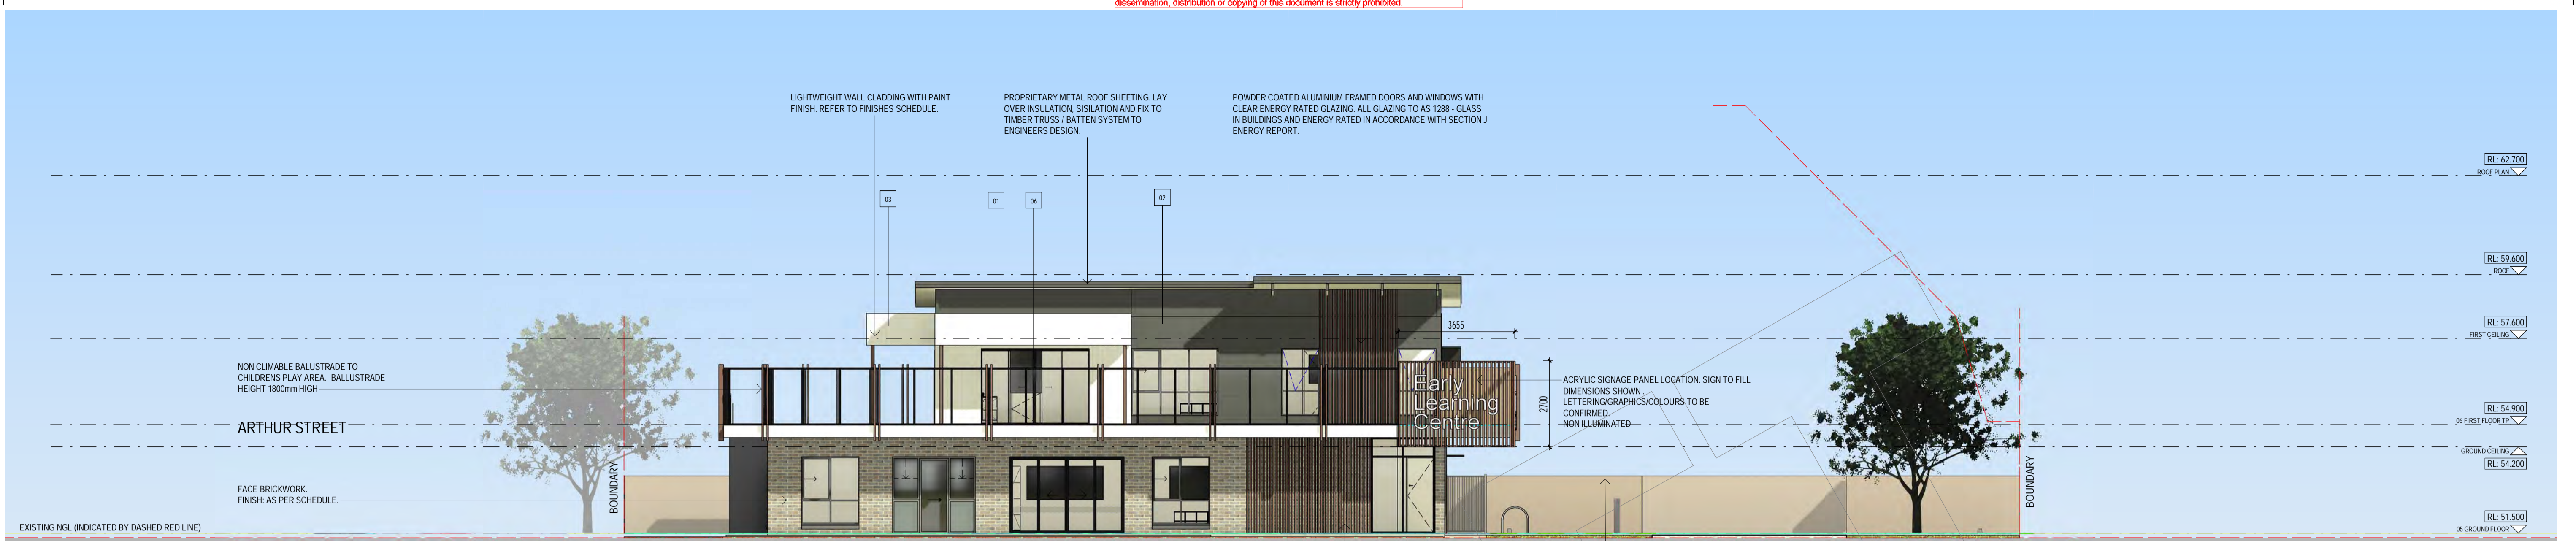 dissemination, distribution or copying of this document is strictly prohibited.
LIGHTWEIGHT WALL CLADDING WITH PAINT
FINISH. REFER TO FINISHES SCHEDULE.
PROPRIETARY METAL ROOF SHEETING. LAY
OVER INSULATION, SISILATION AND FIX TO
TIMBER TRUSS / BATTEN SYSTEM TO
ENGINEERS DESIGN.
POWDER COATED ALUMINIUM FRAMED DOORS AND WINDOWS WITH
CLEAR ENERGY RATED GLAZING. ALL GLAZING TO AS 1288 - GLASS
IN BUILDINGS AND ENERGY RATED IN ACCORDANCE WITH SECTION J
ENERGY REPORT.
RL: 62.700
ROOF PLAN
03
01
06
02
RL: 59.600
ROOF
3655
RL: 57.600
FIRST CEILING
NON CLIMABLE BALUSTRADE TO
CHILDRENS PLAY AREA. BALLUSTRADE
HEIGHT 1800mm HIGH
Early
Learning
Centre
2700
ACRYLIC SIGNAGE PANEL LOCATION. SIGN TO FILL
DIMENSIONS SHOWN
LETTERING/GRAPHICS/COLOURS TO BE
CONFIRMED.
NON ILLUMINATED.
ARTHUR STREET
RL: 54.900
06 FIRST FLOOR TP
GROUND CEILING
RL: 54.200
BOUNDARY
BOUNDARY
FACE BRICKWORK.
FINISH: AS PER SCHEDULE.
EXISTING NGL (INDICATED BY DASHED RED LINE)
RL: 51.500
05 GROUND FLOOR